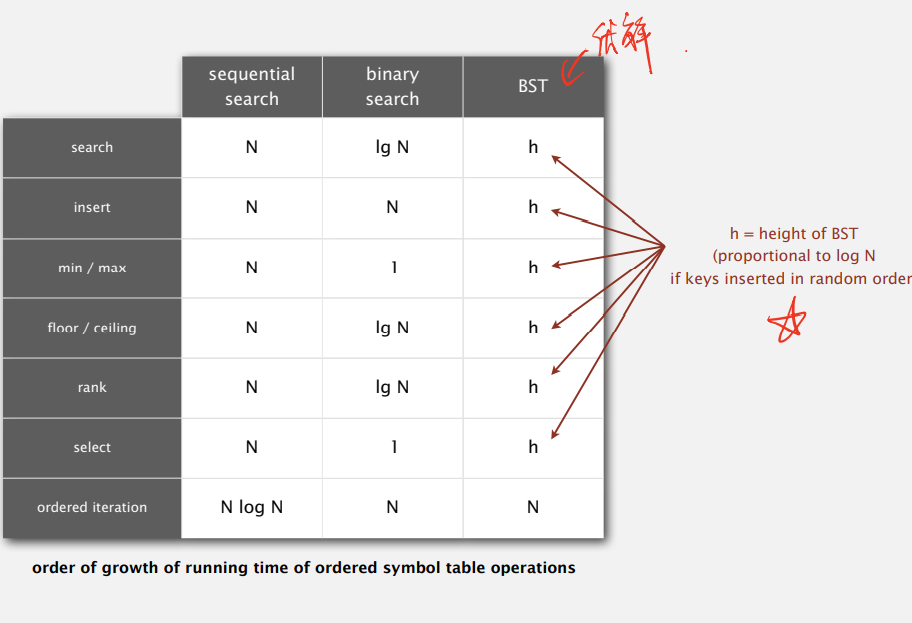 sequential
search
binary
search
BST
search N lg N h
insert N N h
min / max N 1 h
floor / ceiling N lg N h
rank N lg N h
select N 1 h
ordered iteration N log N N N
h = height of BST
(proportional to log N
if keys inserted in random order
order of growth of running time of ordered symbol table operations